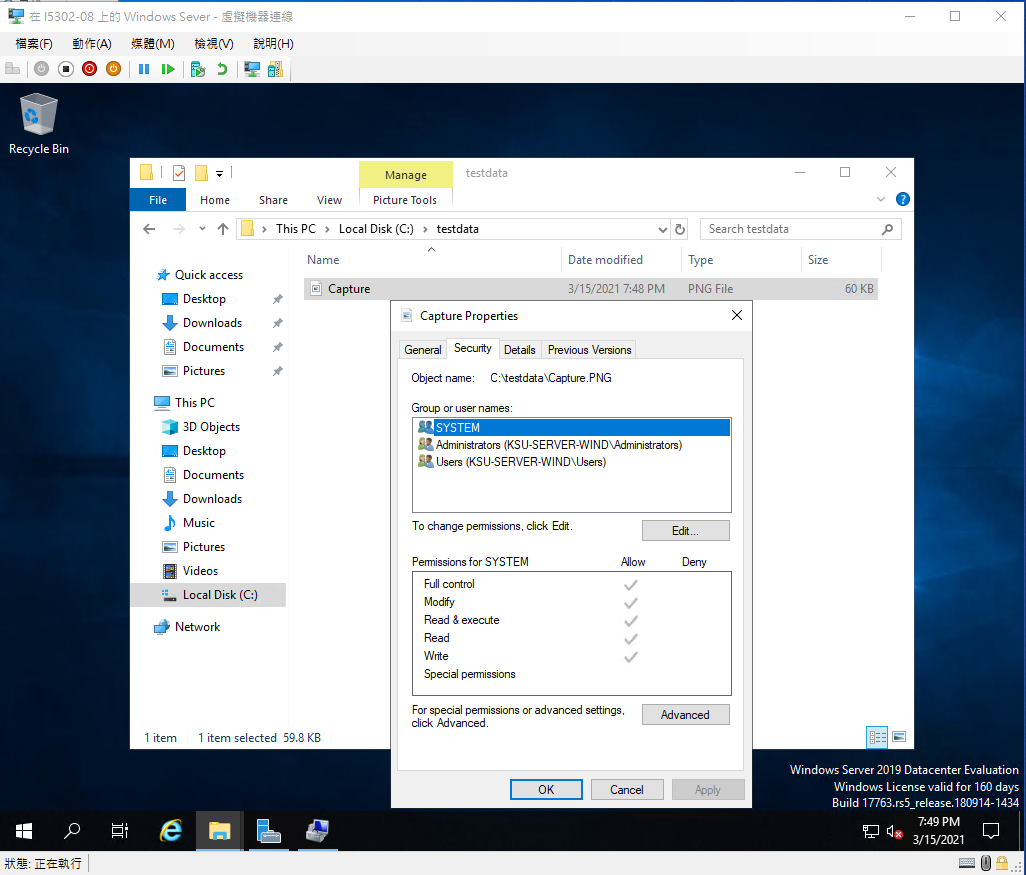 在 I5302-08 上的 Windows Sever - 虛擬機器連線
檔案(F) 動作(A) 媒體(M) 檢視(V) 說明(H)
Recycle Bin
Manage testdata
File Home Share View Picture Tools
This PC Local Disk (C:) testdata Search testdata
Name Date modified Type Size
Quick access
Capture 3/15/2021 7:48 PM PNG File 60 KB
Desktop
Downloads
Documents
Pictures
This PC
3D Objects
Desktop
Documents
Downloads
Music
Pictures
Videos
Local Disk (C:)
Network
1 item 1 item selected 59.8 KB
Capture Properties
General Security Details Previous Versions
Object name: C:\testdata\Capture.PNG
Group or user names:
SYSTEM
Administrators (KSU-SERVER-WIND\Administrators)
Users (KSU-SERVER-WIND\Users)
To change permissions, click Edit.
Edit...
Permissions for SYSTEM Allow Deny
Full control
Modify
Read & execute
Read
Write
Special permissions
For special permissions or advanced settings,
click Advanced.
Advanced
OK Cancel Apply
Windows Server 2019 Datacenter Evaluation
Windows License valid for 160 days
Build 17763.rs5_release.180914-1434
7:49 PM
3/15/2021
狀態: 正在執行